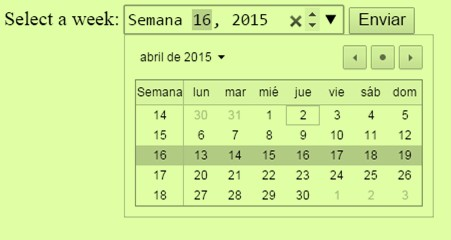 Select a week: Semana 16, 2015 Enviar
abril de 2015
Semana lun mar mié jue vie sáb dom
14 30 31 1 2 3 4 5
15 6 7 8 9 10 11 12
16 13 14 15 16 17 18 19
17 20 21 22 23 24 25 26
18 27 28 29 30 1 2 3